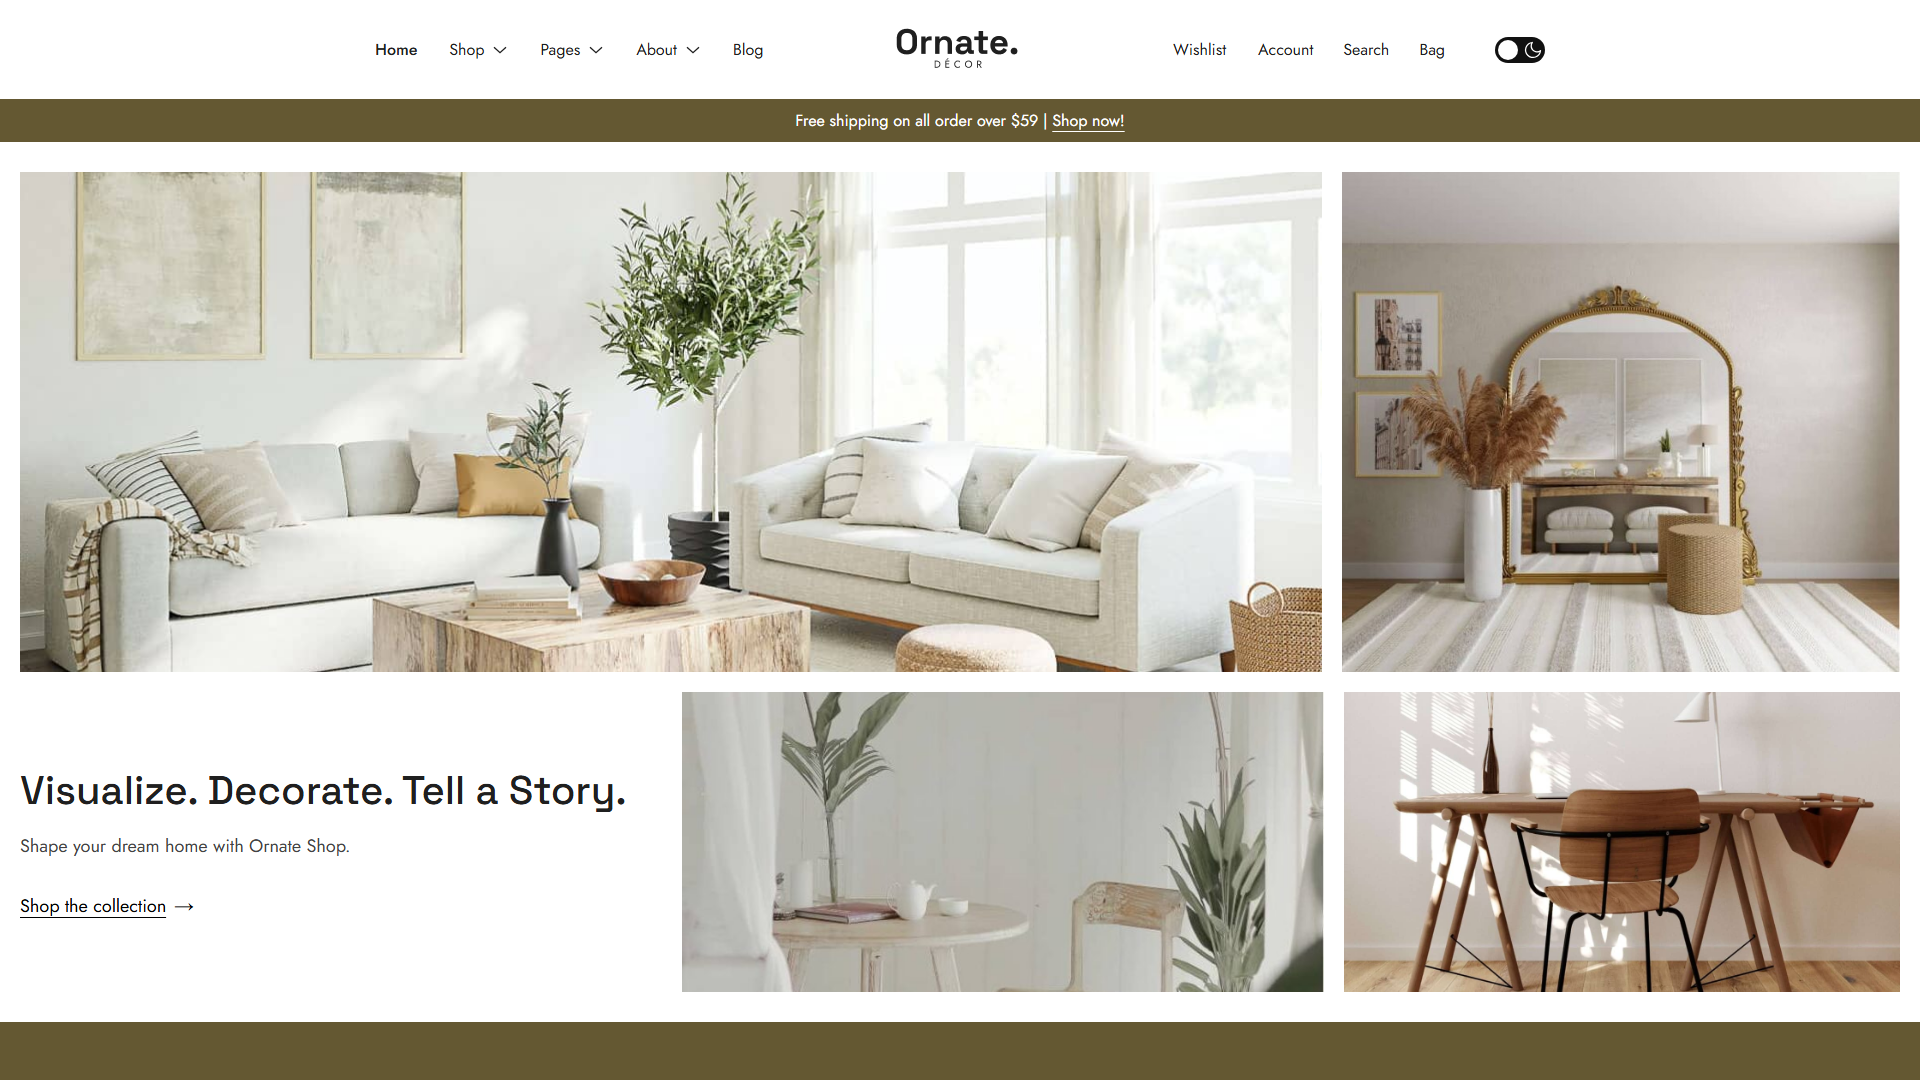 Home Shop Pages About Blog
Ornate.
DÉCOR
Wishlist Account Search Bag
Free shipping on all order over $59 | Shop now!
Visualize. Decorate. Tell a Story.
Shape your dream home with Ornate Shop.
Shop the collection →